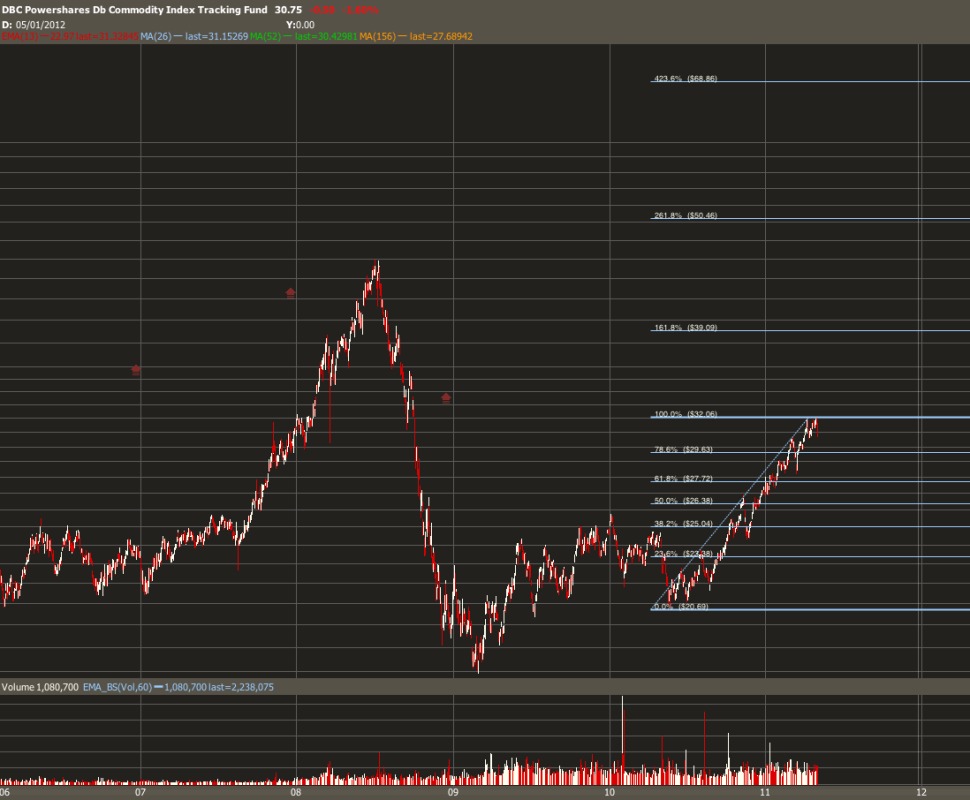 DBC Powershares Db Commodity Index Tracking Fund 30.75
D: 05/01/2012 Y:0.00
MA(26) — last=31.15269 MA(52) — last=30.42981 MA(156) — last=27.68942
423.6% ($68.86)
261.8% ($50.46)
161.8% ($39.09)
100.0% ($32.06)
78.6% ($29.63)
61.8% ($27.72)
50.0% ($26.38)
38.2% ($25.04)
23.6% ($23.38)
0.0% ($20.69)
Volume 1,080,700 EMA_BS(Vol,60) — 1,080,700 last=2,238,075
06 07 08 09 10 11 12